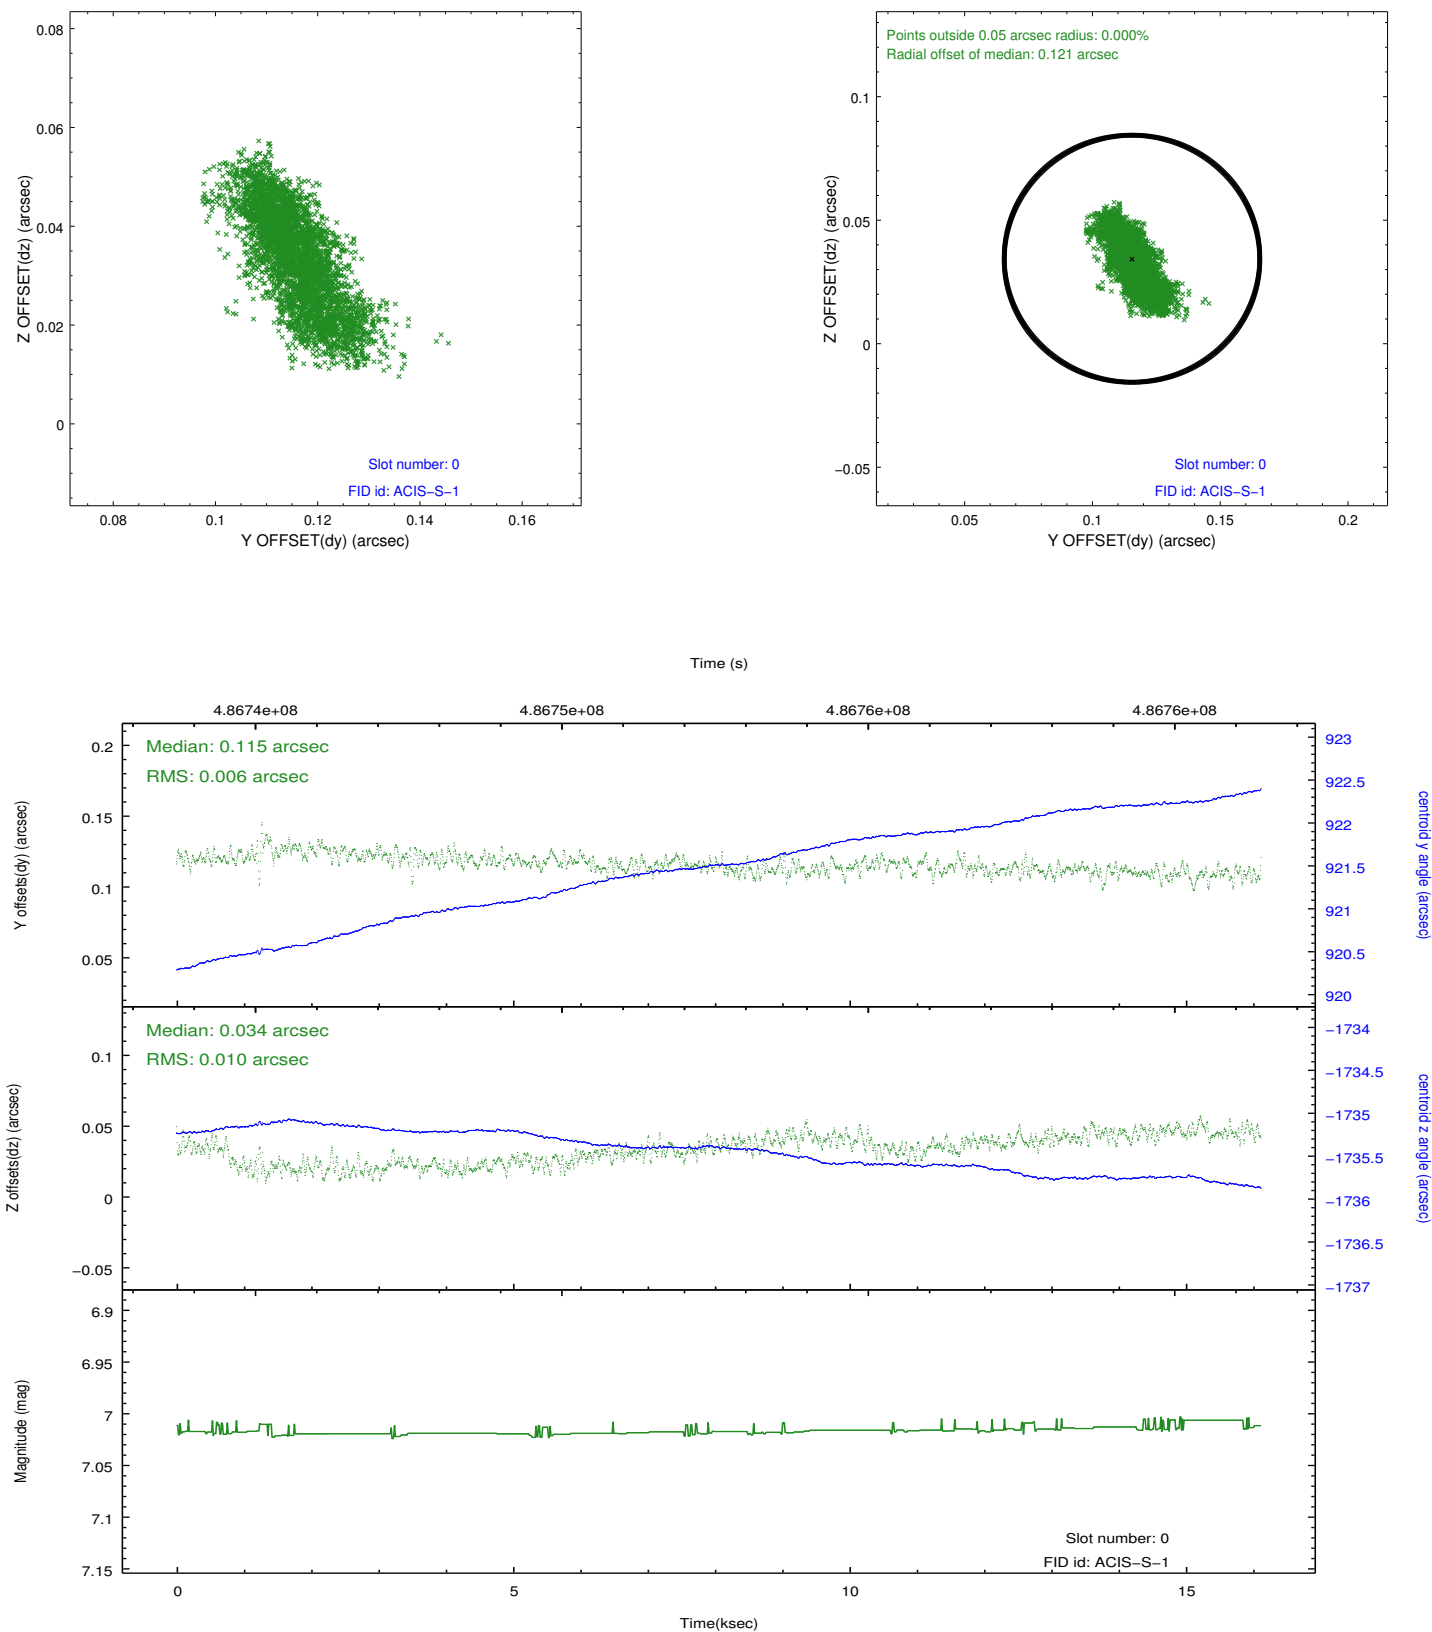 0.08
0.06
0.04
0.02
0
Z OFFSET(dz) (arcsec)
Slot number: 0
FID id: ACIS−S−1
0.08 0.1 0.12 0.14 0.16
Y OFFSET(dy) (arcsec)
Points outside 0.05 arcsec radius: 0.000%
Radial offset of median: 0.121 arcsec
0.1
0.05
0
−0.05
Z OFFSET(dz) (arcsec)
Slot number: 0
FID id: ACIS−S−1
0.05 0.1 0.15 0.2
Y OFFSET(dy) (arcsec)
Time (s)
4.8674e+08 4.8675e+08 4.8676e+08 4.8676e+08
Median: 0.115 arcsec
RMS: 0.006 arcsec
0.2
0.15
0.1
0.05
Y offsets(dy) (arcsec)
923
922.5
922
921.5
921
920.5
920
centroid y angle (arcsec)
Median: 0.034 arcsec
RMS: 0.010 arcsec
0.1
0.05
0
−0.05
Z offsets(dz) (arcsec)
−1734
−1734.5
−1735
−1735.5
−1736
−1736.5
−1737
centroid z angle (arcsec)
6.9
6.95
7
7.05
7.1
7.15
Magnitude (mag)
Slot number: 0
FID id: ACIS−S−1
0 5 10 15
Time(ksec)